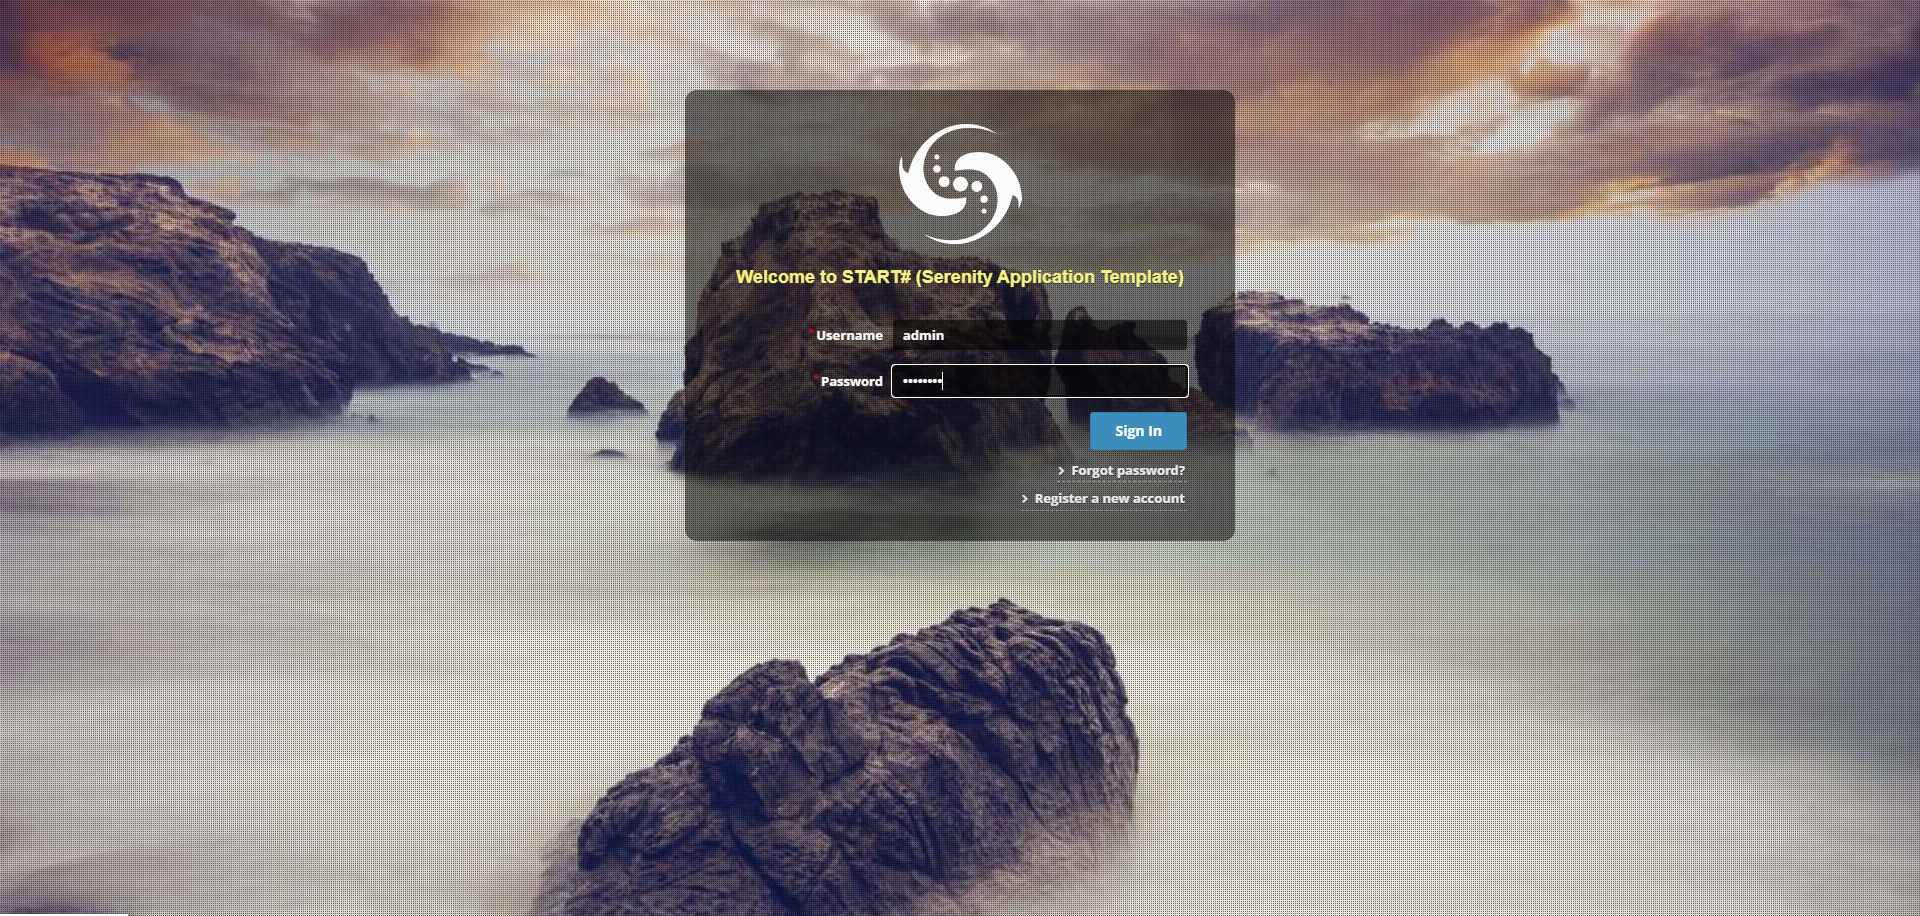 Welcome to START# (Serenity Application Template)
*Username admin
*Password ••••••••
Sign In
> Forgot password?
> Register a new account